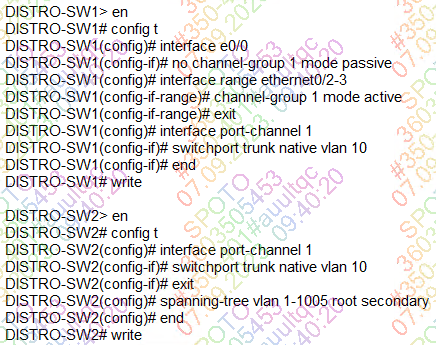 DISTRO-SW1> en
DISTRO-SW1# config t
DISTRO-SW1(config)# interface e0/0
DISTRO-SW1(config-if)# no channel-group 1 mode passive
DISTRO-SW1(config-if)# interface range ethernet0/2-3
DISTRO-SW1(config-if-range)# channel-group 1 mode active
DISTRO-SW1(config-if-range)# exit
DISTRO-SW1(config)# interface port-channel 1
DISTRO-SW1(config-if)# switchport trunk native vlan 10
DISTRO-SW1(config-if)# end
DISTRO-SW1# write
DISTRO-SW2> en
DISTRO-SW2# config t
DISTRO-SW2(config)# interface port-channel 1
DISTRO-SW2(config-if)# switchport trunk native vlan 10
DISTRO-SW2(config-if)# exit
DISTRO-SW2(config)# spanning-tree vlan 1-1005 root secondary
DISTRO-SW2(config)# end
DISTRO-SW2# write